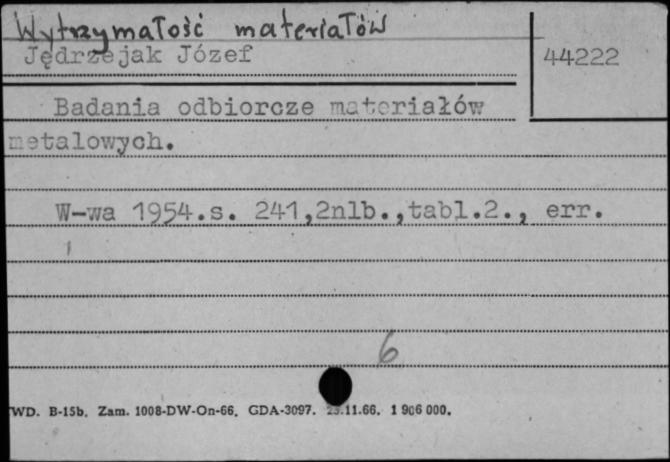 Wytrzymałość materiałów
Jędrzejak Józef
44222
Badania odbiorcze materiałów
metalowych.
W-wa 1954.s. 241,2nlb.,tabl.2., err.
6
WD. B-15b. Zam. 1008-DW-On-66. GDA-3097. 23.11.66. 1 906 000.